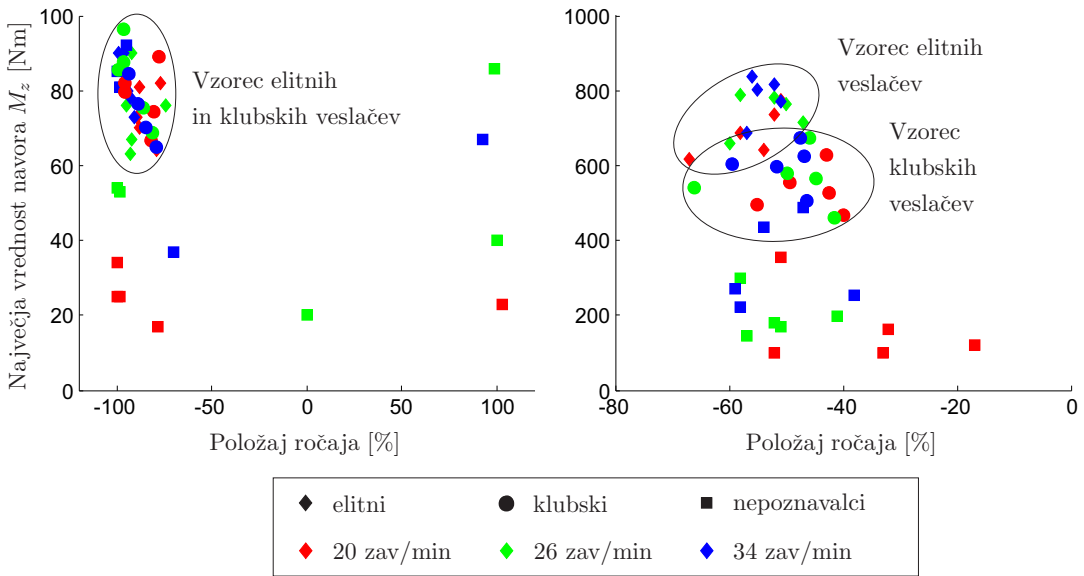 Največja vrednost navora M_z [Nm]
100
80
60
40
20
0
-100
-50
0
50
100
Položaj ročaja [%]
Vzorec elitnih
in klubskih veslačev
1000
800
600
400
200
0
-80
-60
-40
-20
0
Položaj ročaja [%]
Vzorec elitnih
veslačev
Vzorec
klubskih
veslačev
elitni klubski nepoznavalci
20 zav/min 26 zav/min 34 zav/min